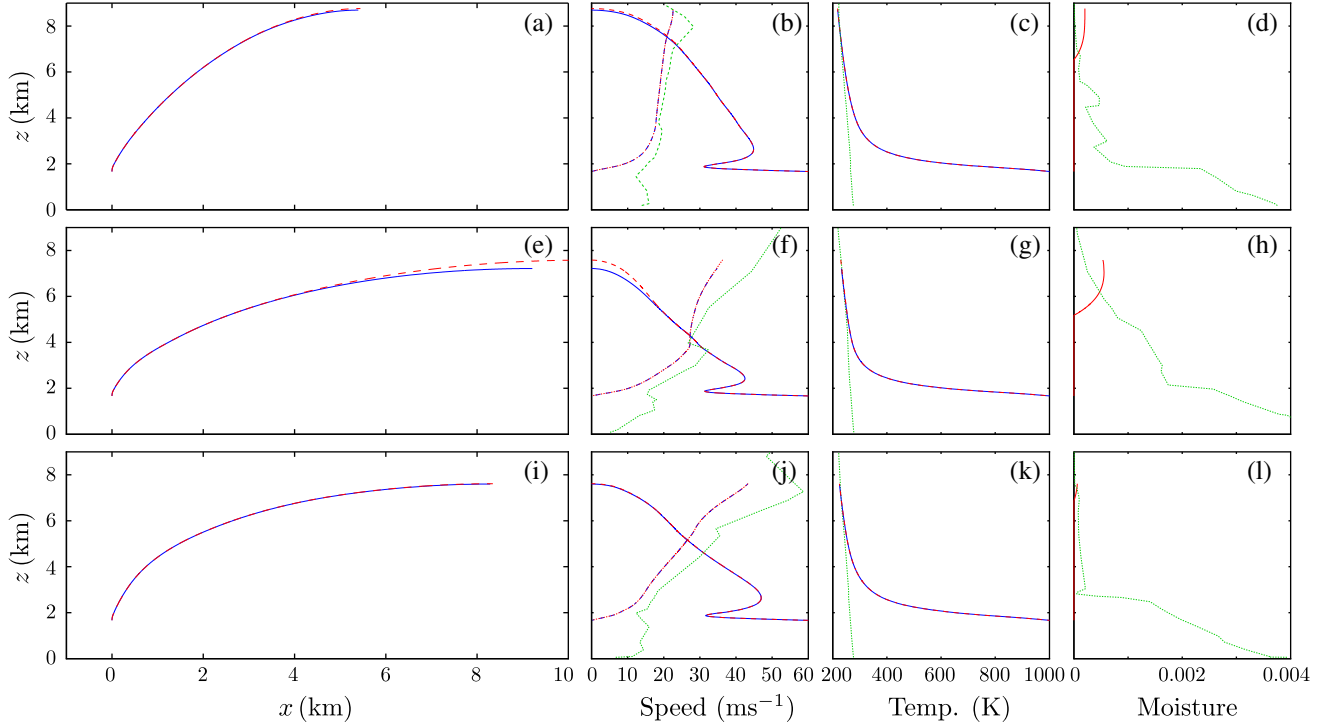 8
6
4
2
0
z (km)
(a)
(b)
(c)
(d)
8
6
4
2
0
z (km)
(e)
(f)
(g)
(h)
8
6
4
2
0
z (km)
(i)
(j)
(k)
(l)
0 2 4 6 8 10
0 10 20 30 40 50 60
200 400 600 800 1000
0 0.002 0.004
x (km)
Speed (ms⁻¹)
Temp. (K)
Moisture